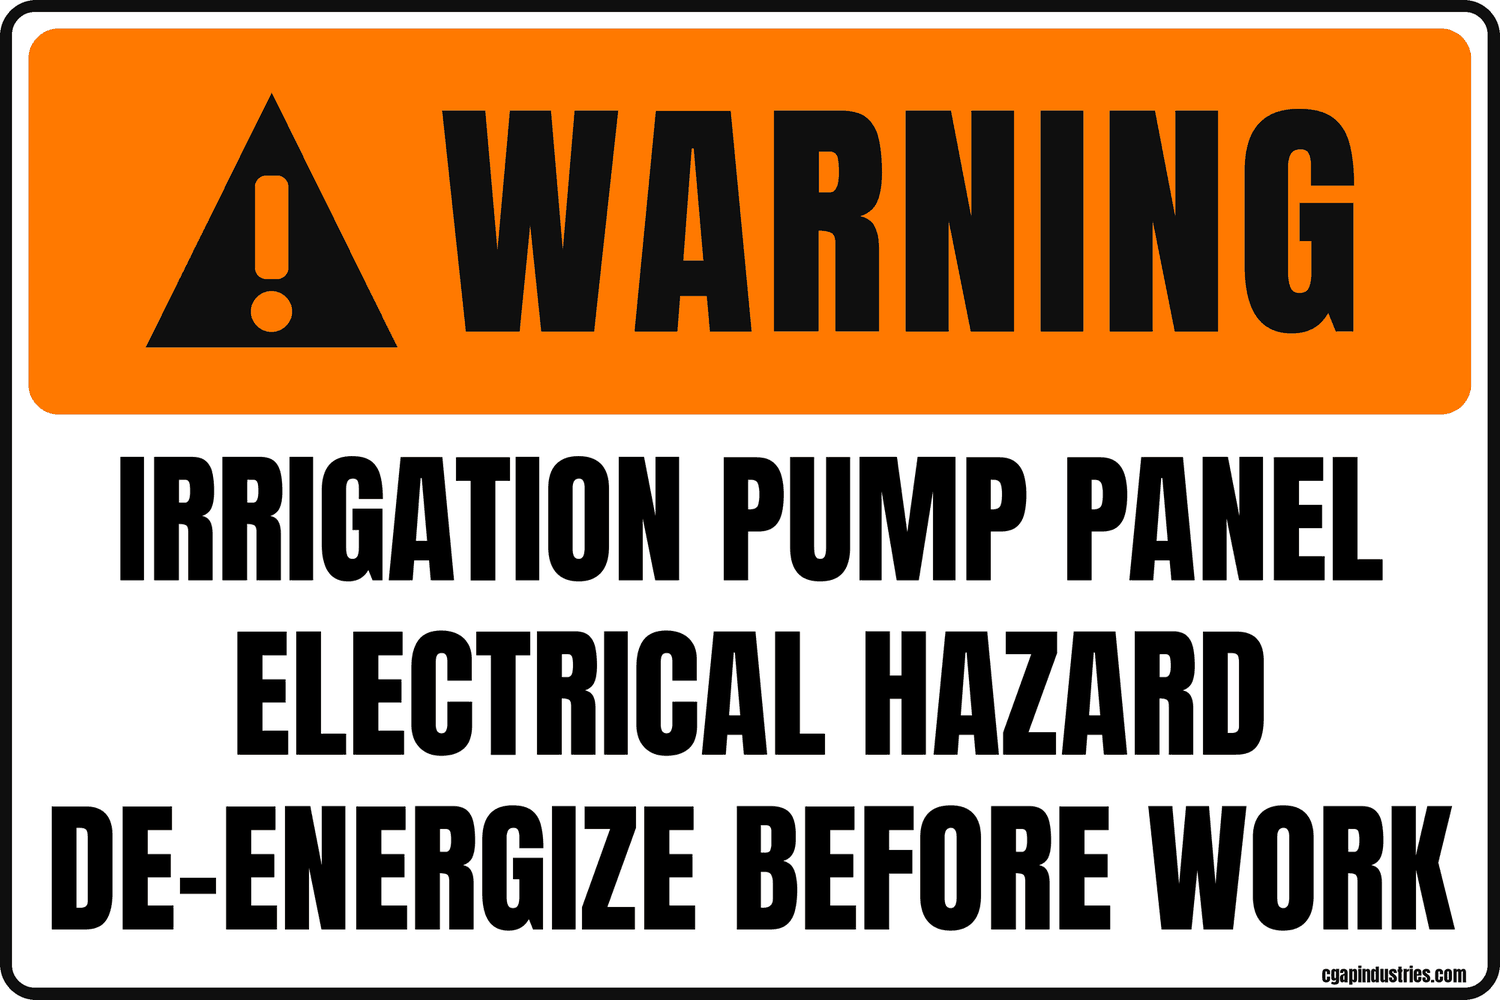 WARNING
IRRIGATION PUMP PANEL
ELECTRICAL HAZARD
DE-ENERGIZE BEFORE WORK
cgapindustries.com